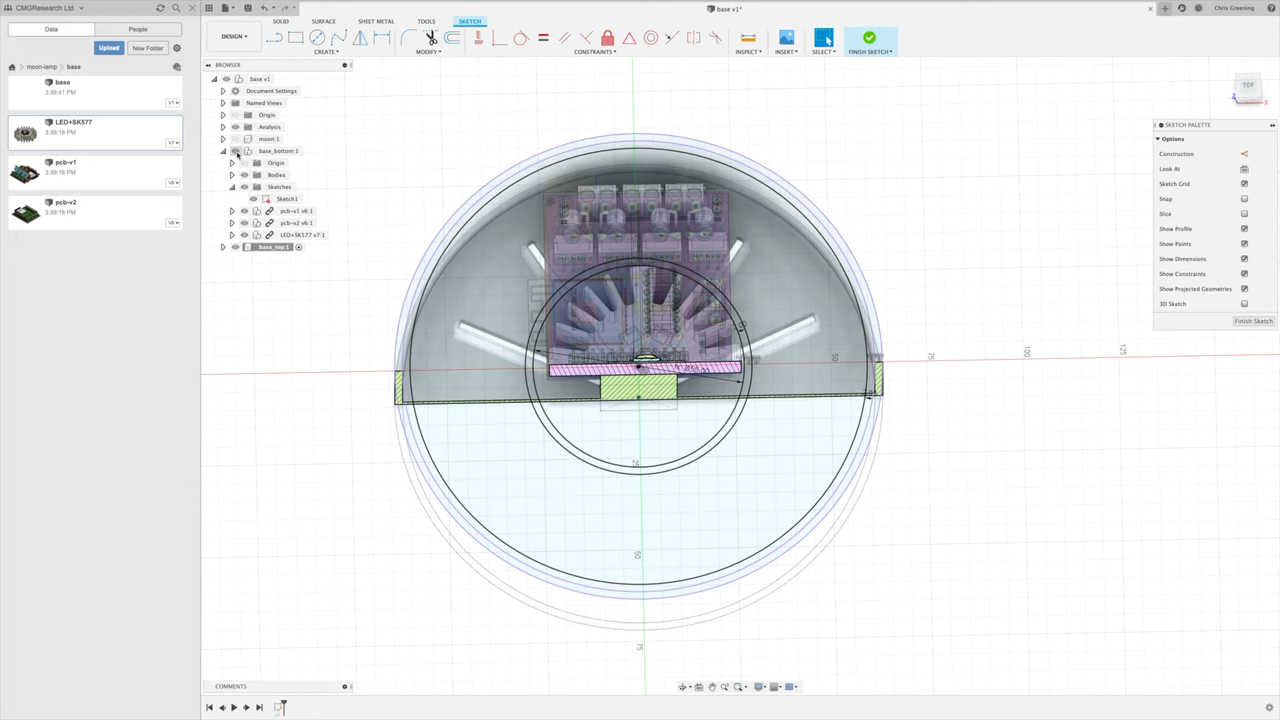 CMGResearch Ltd
base v1*
Chris Greening
Data
People
SOLID
SURFACE
SHEET METAL
TOOLS
SKETCH
DESIGN
CREATE
MODIFY
CONSTRAINTS
INSPECT
INSERT
SELECT
FINISH SKETCH
Upload
New Folder
moon-lamp
base
base
3:39:41 PM
V1
LED+SK577
3:39:16 PM
V7
pcb-v1
3:39:16 PM
V6
pcb-v2
3:39:16 PM
V6
BROWSER
base v1
Document Settings
Named Views
Origin
Analysis
moon:1
base_bottom:1
Origin
Bodies
Sketches
Sketch1
pcb-v1 v6:1
pcb-v2 v6:1
LED+SK577 v7:1
base_top:1
TOP
Z
X
SKETCH PALETTE
Options
Construction
Look At
Sketch Grid
Snap
Slice
Show Profile
Show Points
Show Dimensions
Show Constraints
Show Projected Geometries
3D Sketch
Finish Sketch
50
75
100
125
25
50
75
COMMENTS